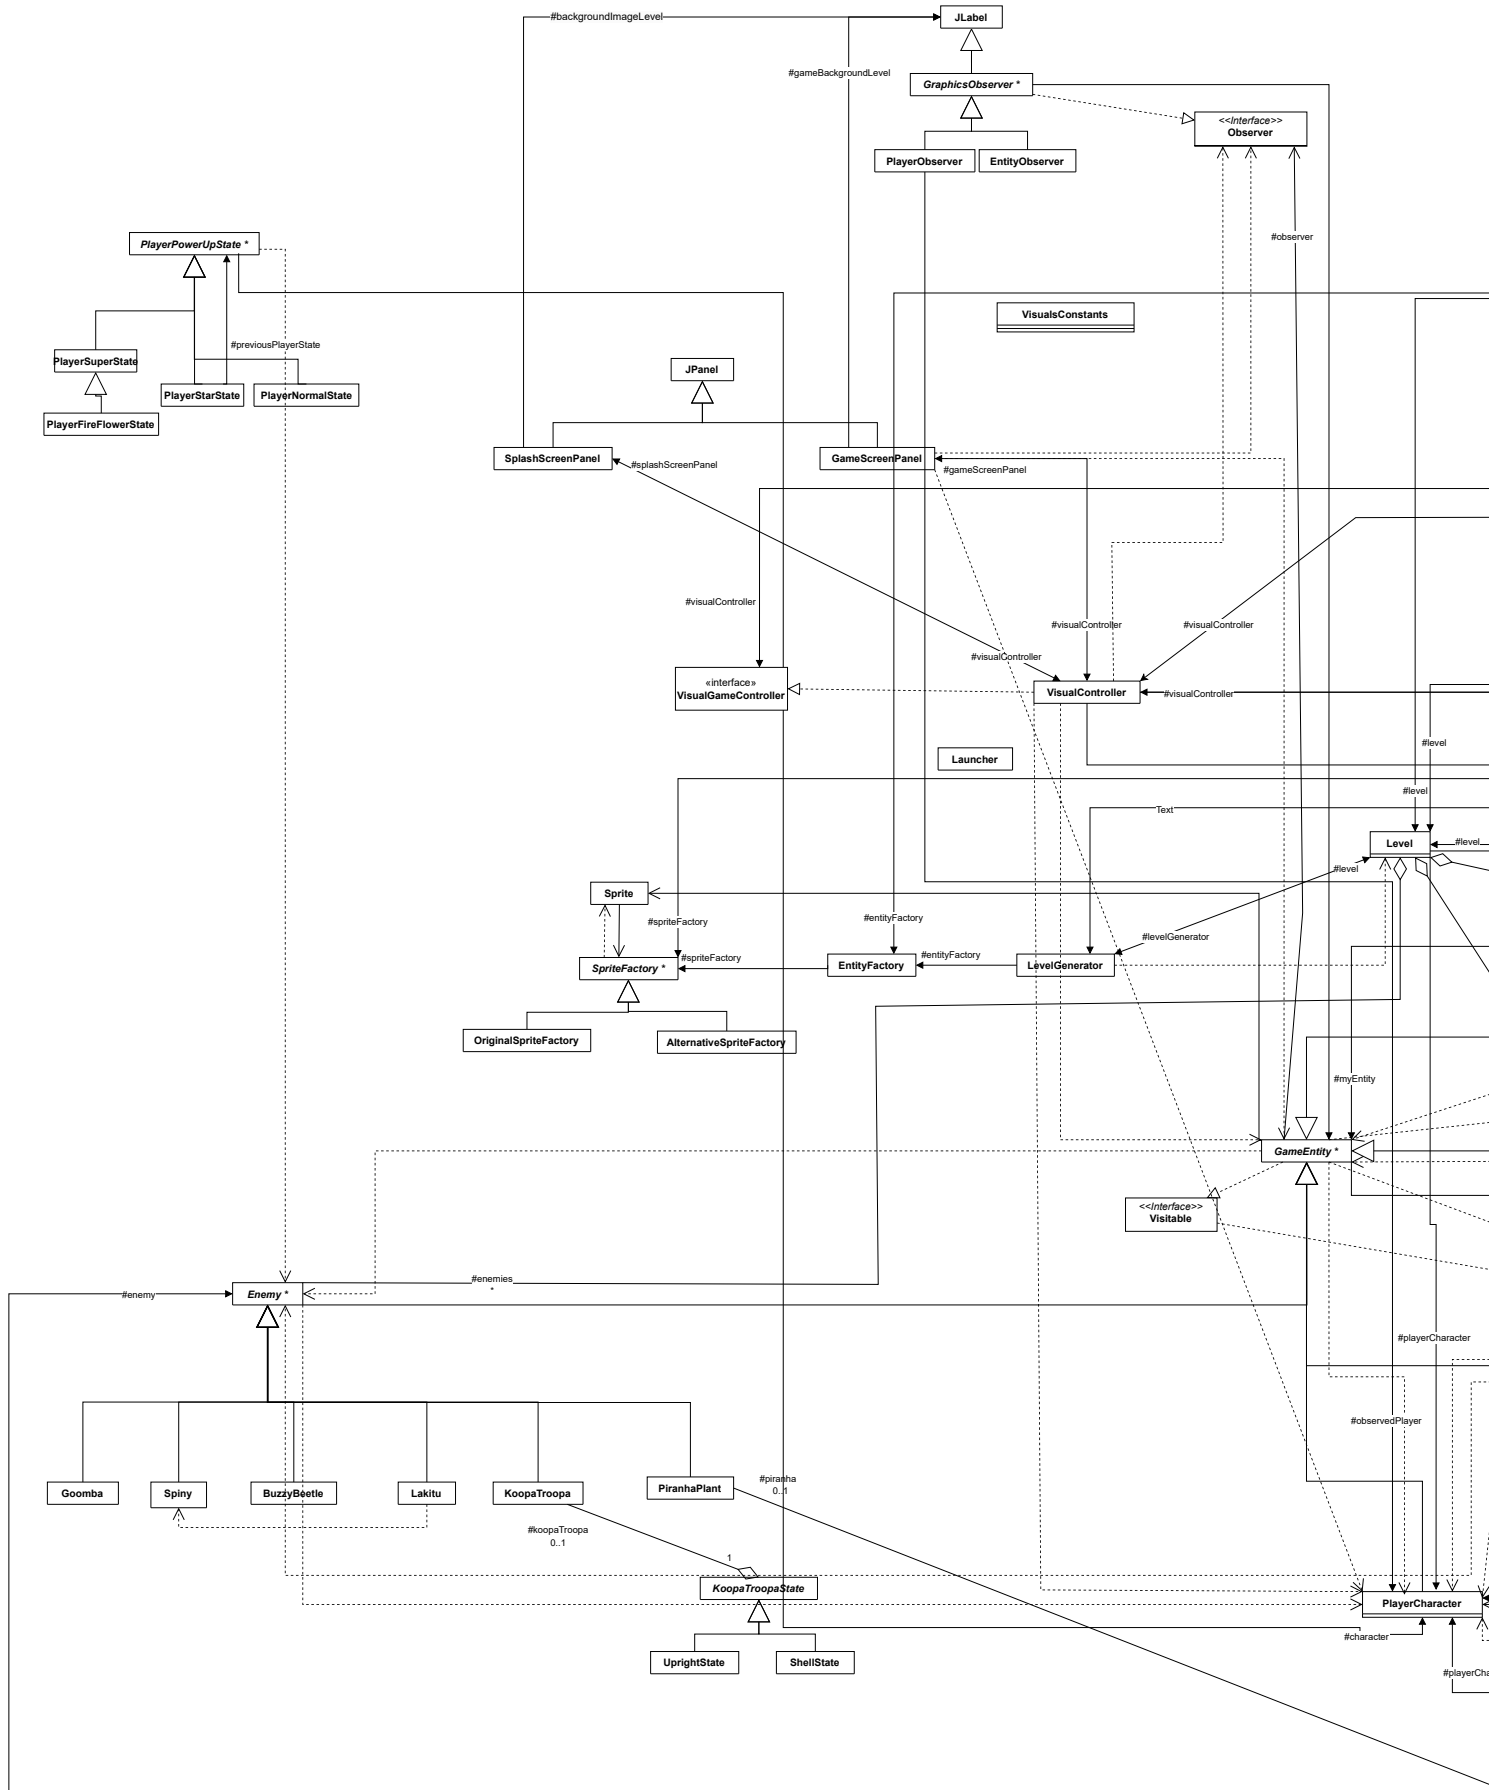 #backgroundImageLevel
JLabel
#gameBackgroundLevel
GraphicsObserver *
<<Interface>>
Observer
PlayerObserver
EntityObserver
#observer
PlayerPowerUpState *
VisualsConstants
#previousPlayerState
PlayerSuperState
JPanel
PlayerStarState
PlayerNormalState
PlayerFireFlowerState
SplashScreenPanel
#splashScreenPanel
GameScreenPanel
#gameScreenPanel
#visualController
#visualController
#visualController
#visualController
«interface»
VisualGameController
VisualController
#visualController
#level
Launcher
#level
Text
Level
#level
#level
Sprite
#spriteFactory
#entityFactory
#levelGenerator
SpriteFactory *
#spriteFactory
EntityFactory
#entityFactory
LevelGenerator
OriginalSpriteFactory
AlternativeSpriteFactory
#myEntity
GameEntity *
<<Interface>>
Visitable
#enemies
*
#enemy
Enemy *
#playerCharacter
#observedPlayer
Goomba
Spiny
BuzzyBeetle
Lakitu
KoopaTroopa
PiranhaPlant
#piranha
0..1
#koopaTroopa
0..1
1
KoopaTroopaState
PlayerCharacter
#character
UprightState
ShellState
#playerCha